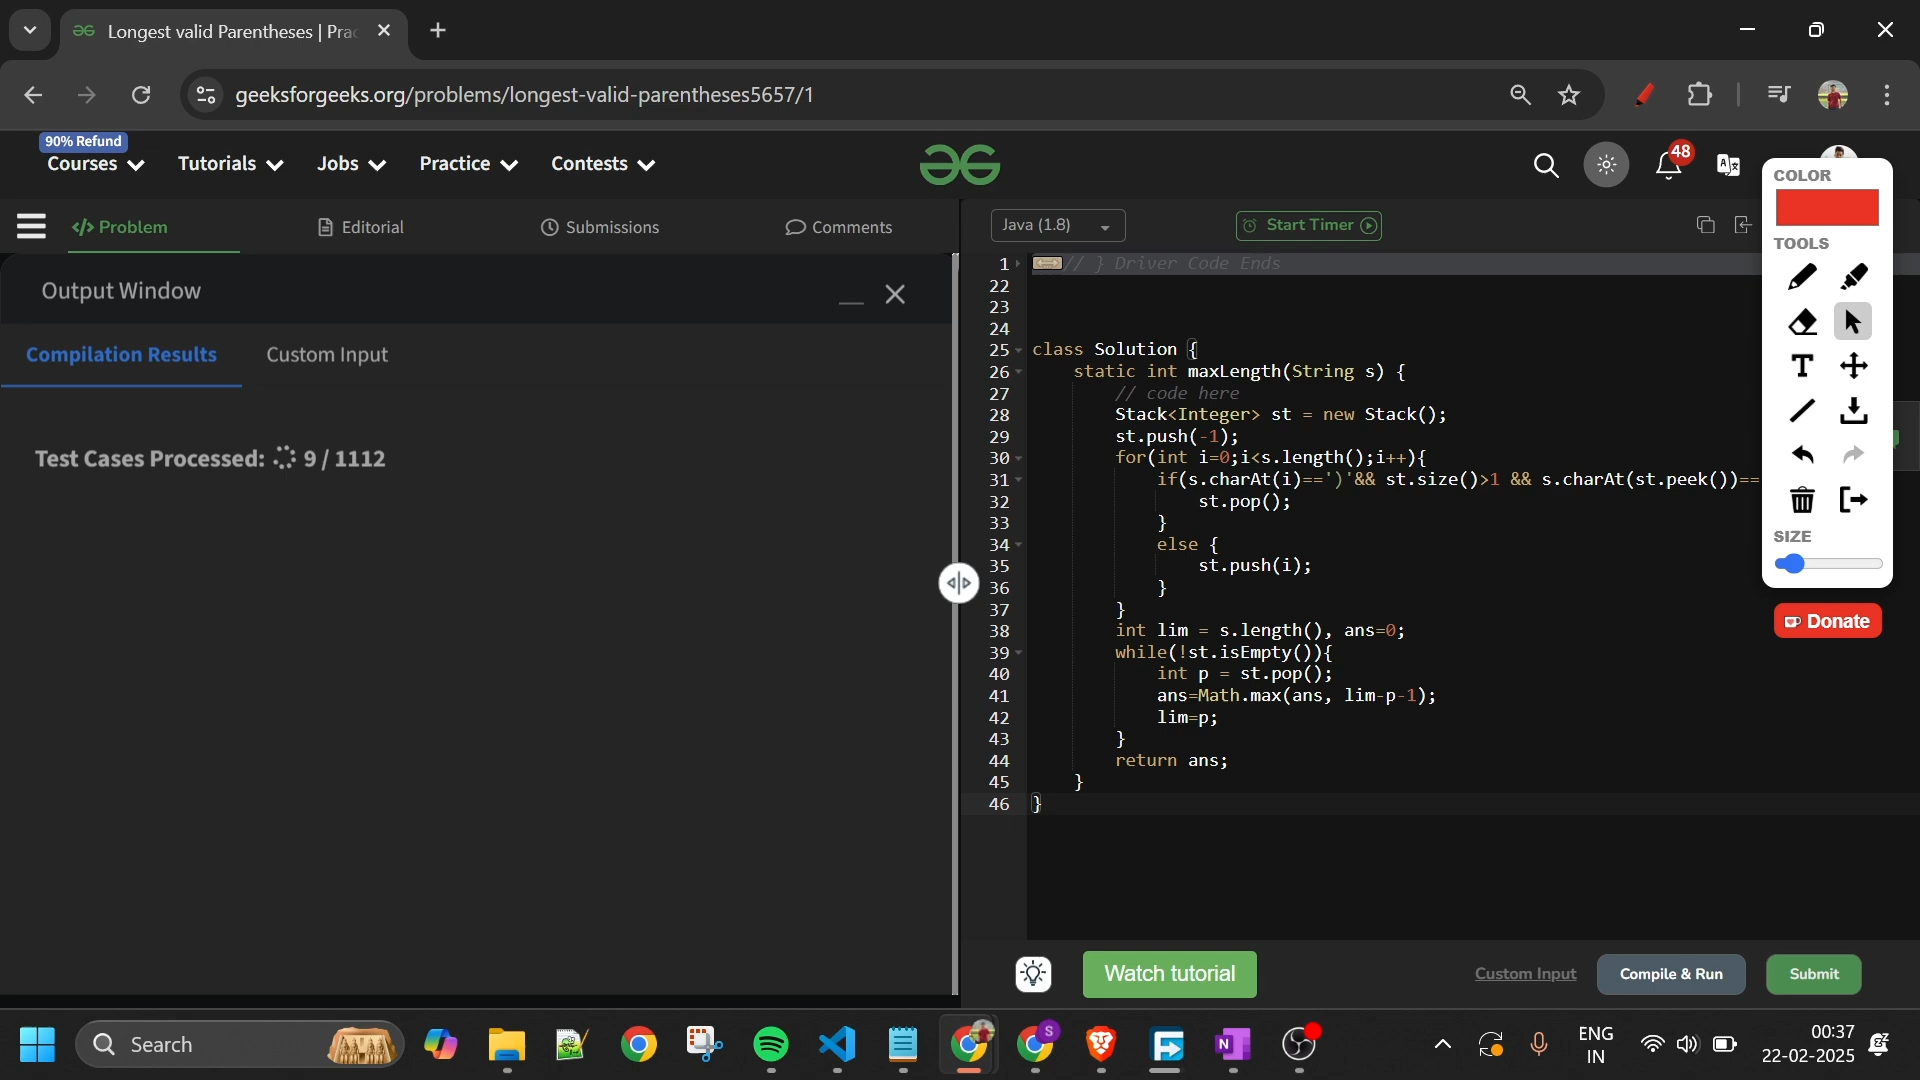 Longest valid Parentheses | Prac
geeksforgeeks.org/problems/longest-valid-parentheses5657/1
90% Refund
Courses Tutorials Jobs Practice Contests
48
Problem Editorial Submissions Comments
Java (1.8) Start Timer
Output Window
Compilation Results Custom Input
Test Cases Processed: 9 / 1112
1 // } Driver Code Ends
22
23
24
25 class Solution {
26 static int maxLength(String s) {
27 // code here
28 Stack<Integer> st = new Stack();
29 st.push(-1);
30 for(int i=0;i<s.length();i++){
31 if(s.charAt(i)==')'&& st.size()>1 && s.charAt(st.peek())==
32 st.pop();
33 }
34 else {
35 st.push(i);
36 }
37 }
38 int lim = s.length(), ans=0;
39 while(!st.isEmpty()){
40 int p = st.pop();
41 ans=Math.max(ans, lim-p-1);
42 lim=p;
43 }
44 return ans;
45 }
46 }
COLOR
TOOLS
T
SIZE
Donate
Watch tutorial Custom Input Compile & Run Submit
Search
S
N
ENG
IN
00:37
22-02-2025